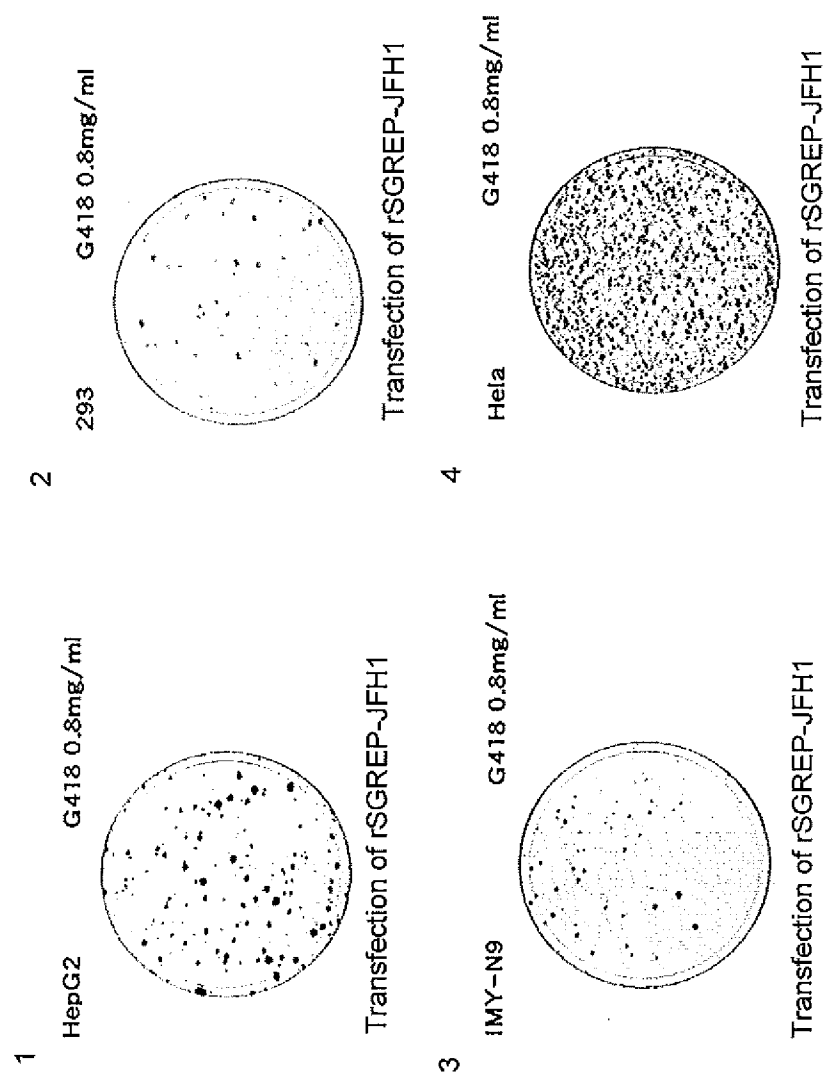 1
HepG2
G418 0.8mg/ml
Transfection of rSGREP-JFH1
2
293
G418 0.8mg/ml
Transfection of rSGREP-JFH1
3
IMY-N9
G418 0.8mg/ml
Transfection of rSGREP-JFH1
4
Hela
G418 0.8mg/ml
Transfection of rSGREP-JFH1